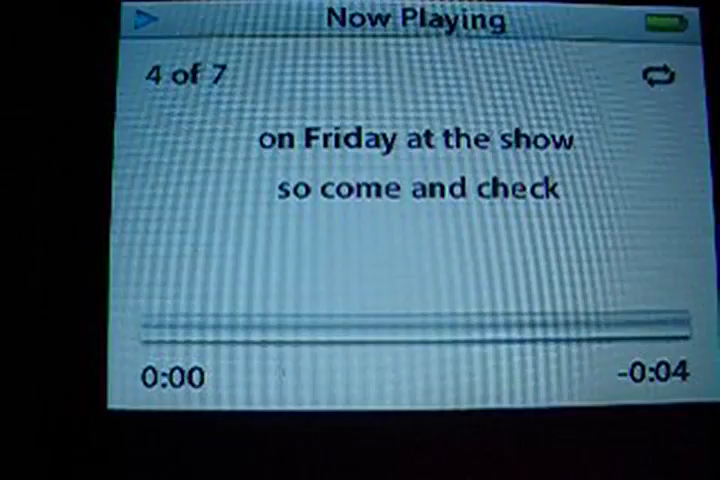 Now Playing
4 of 7
on Friday at the show
so come and check
0:00
-0:04